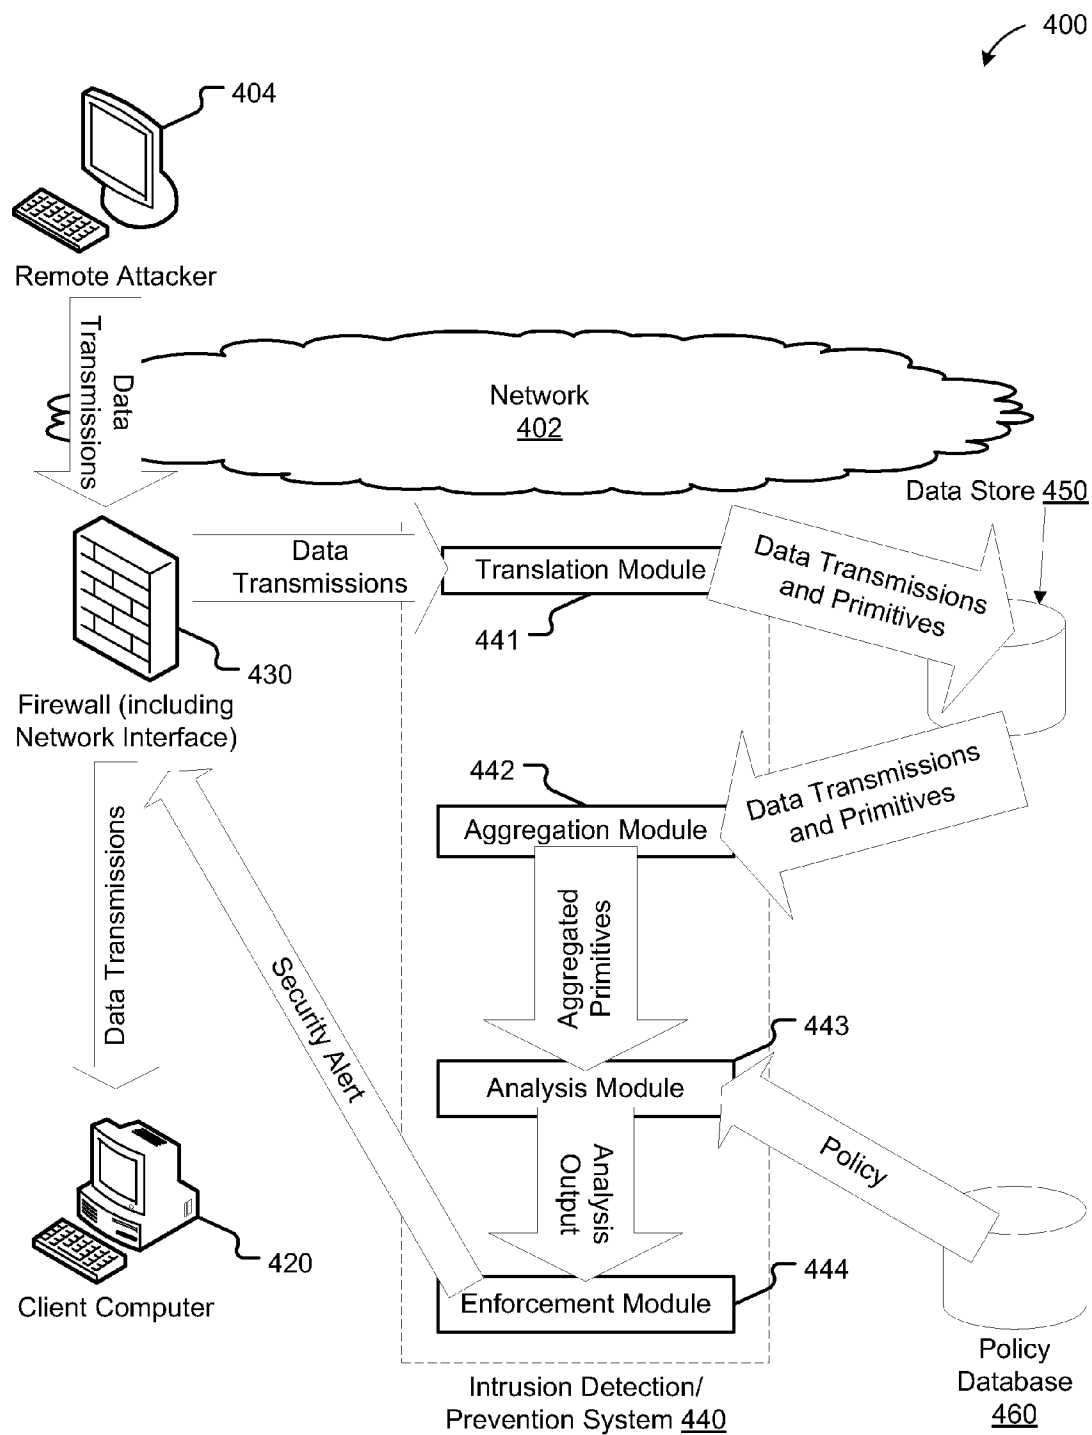 400
404
Remote Attacker
Data
Transmissions
Network
402
Data Store 450
Data
Transmissions
Translation Module
Data Transmissions
and Primitives
441
430
Firewall (including
Network Interface)
442
Aggregation Module
Data Transmissions
and Primitives
Data Transmissions
Security Alert
Aggregated
Primitives
443
Analysis Module
Policy
Analysis
Output
420
Client Computer
444
Enforcement Module
Intrusion Detection/
Prevention System 440
Policy
Database
460